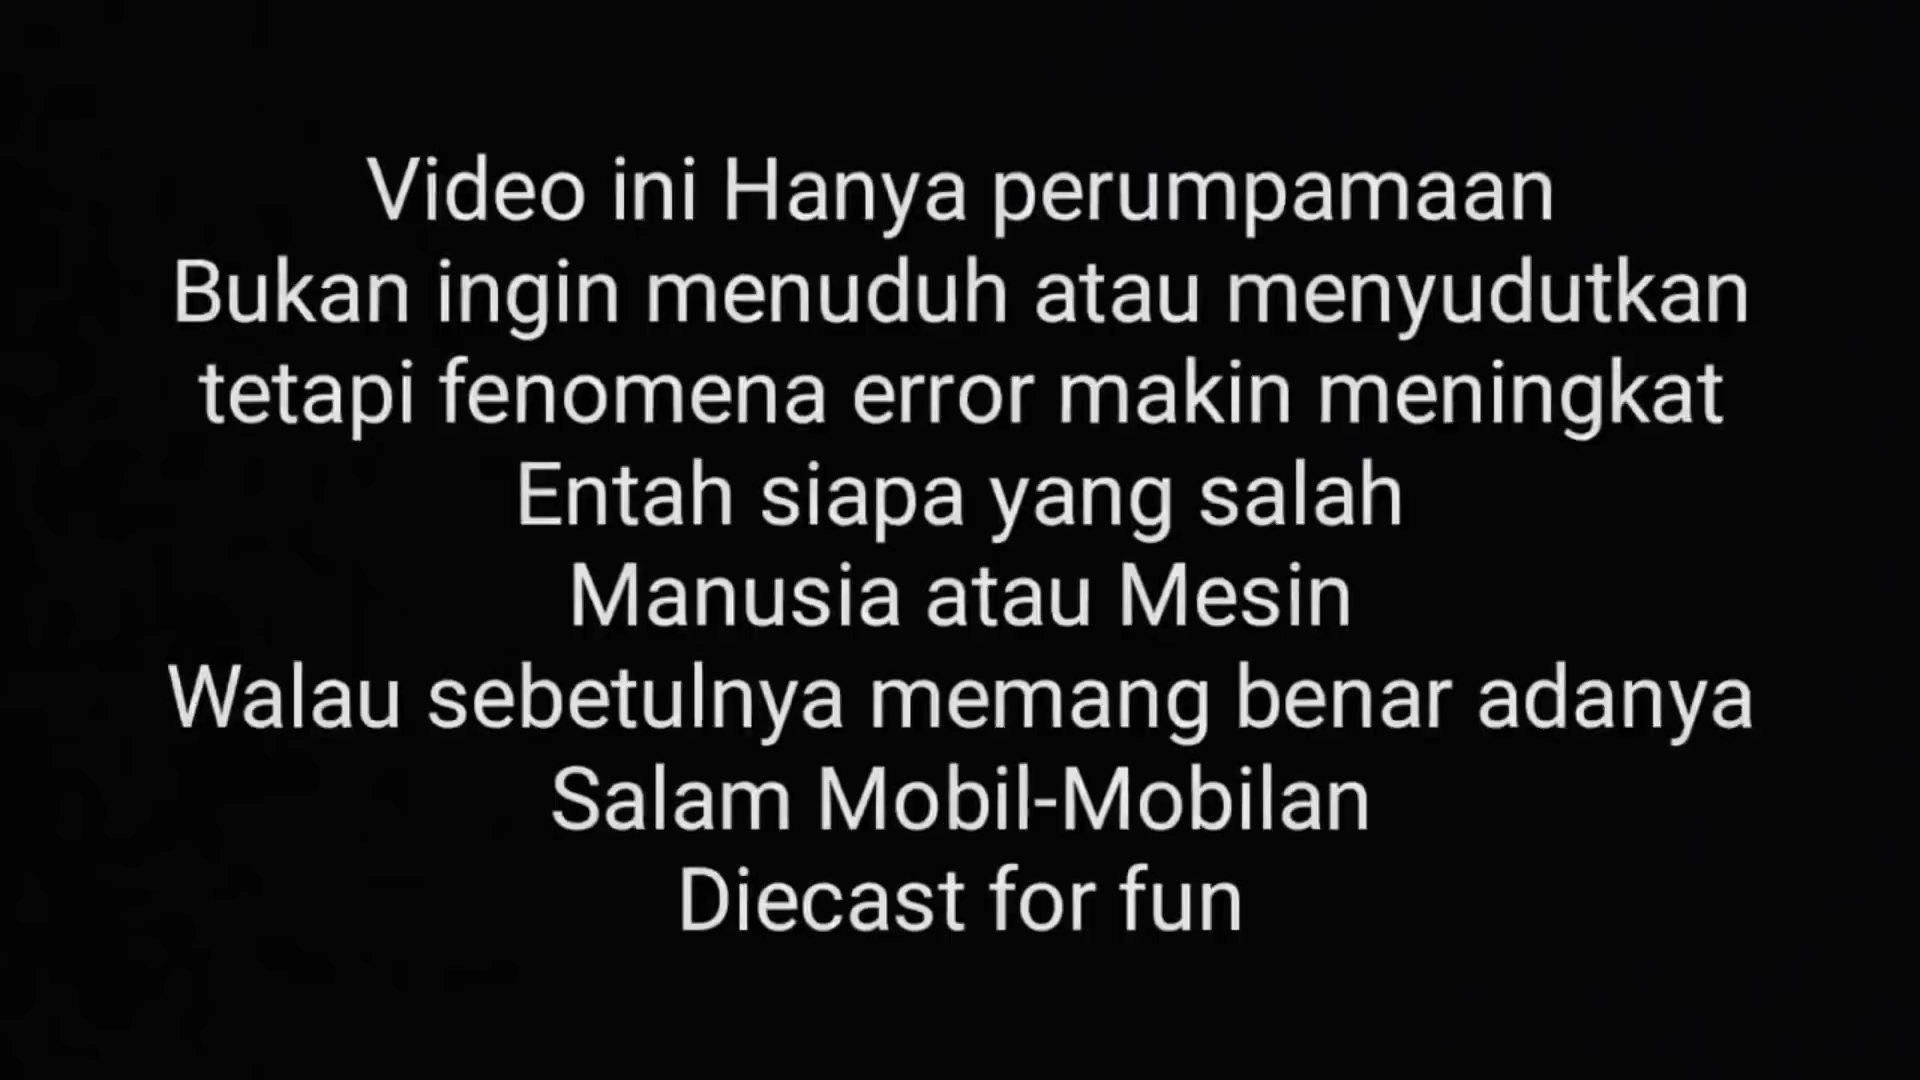 Video ini Hanya perumpamaan
Bukan ingin menuduh atau menyudutkan
tetapi fenomena error makin meningkat
Entah siapa yang salah
Manusia atau Mesin
Walau sebetulnya memang benar adanya
Salam Mobil-Mobilan
Diecast for fun